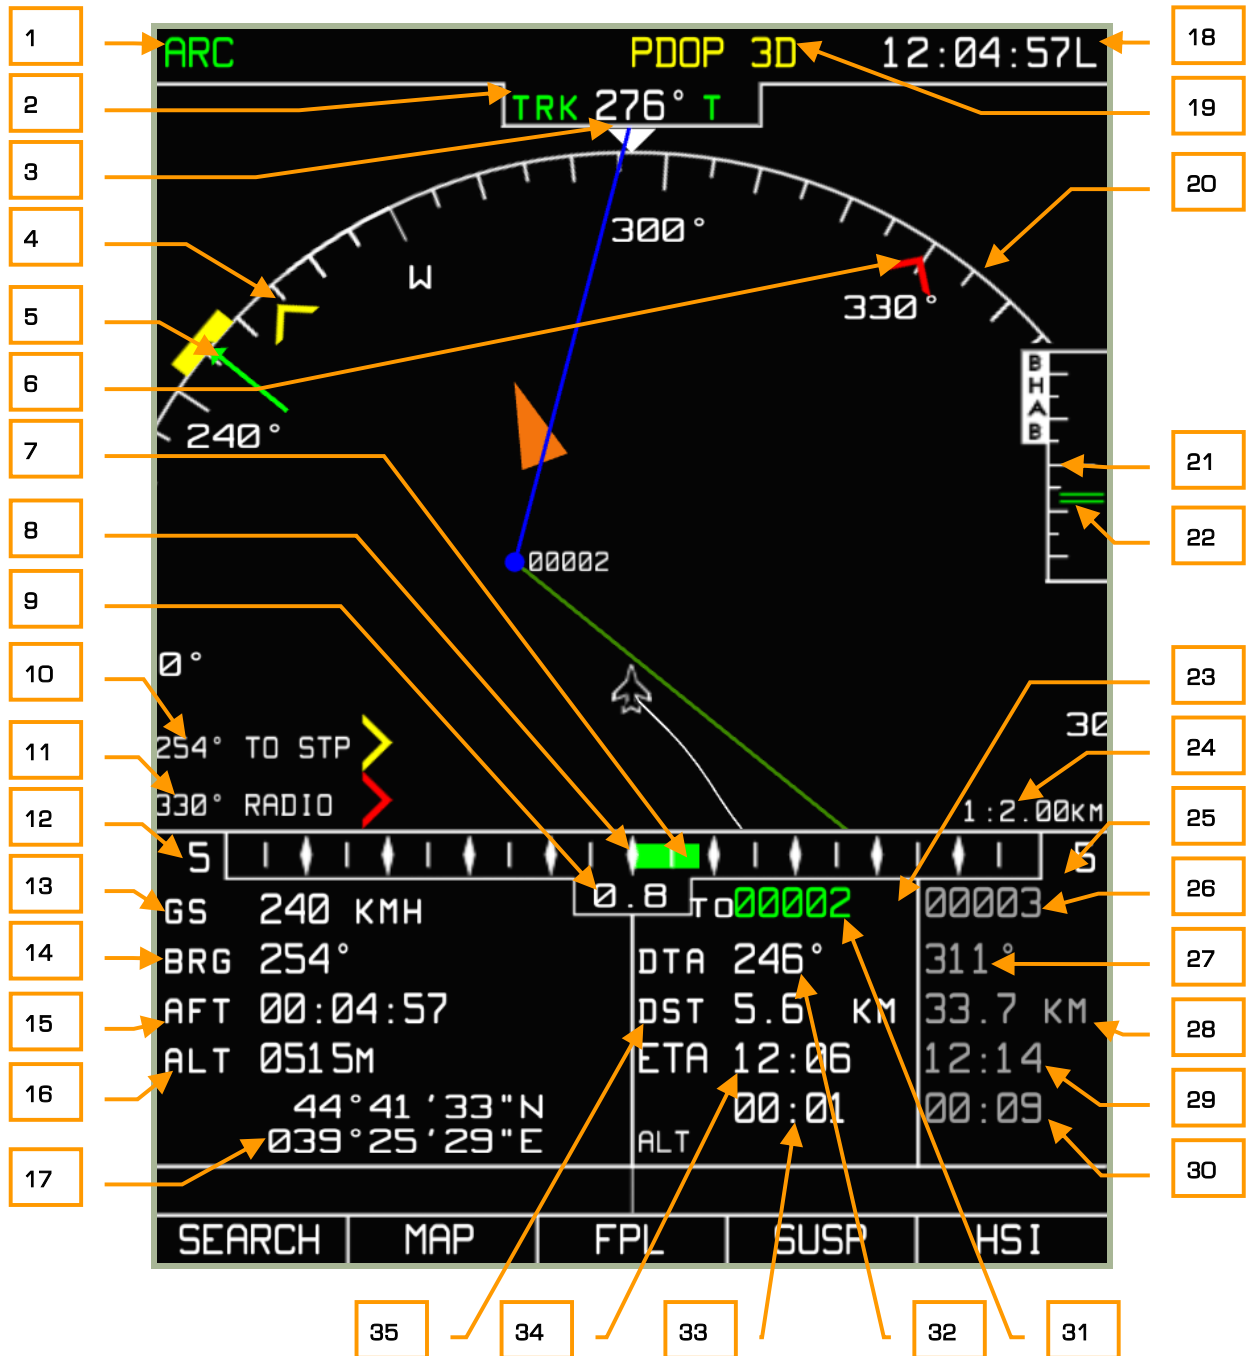 1
ARC
PDOP 3D
12:04:57L
18
2
TRK 276° T
19
3
20
4
300°
W
330°
5
6
240°
B
H
A
B
7
21
8
22
00002
9
10
0°
23
254° TO STP
30
24
11
330° RADIO
1:2.00KM
12
5
5
25
13
0.8
GS 240 KMH
TO00002
00003
26
14
BRG 254°
DTA 246°
311°
27
15
AFT 00:04:57
DST 5.6 KM
33.7 KM
28
16
ALT 0515M
ETA 12:06
12:14
29
44°41'33"N
00:01
00:09
039°25'29"E
ALT
17
30
SEARCH
MAP
FPL
SUSP
HSI
35
34
33
32
31